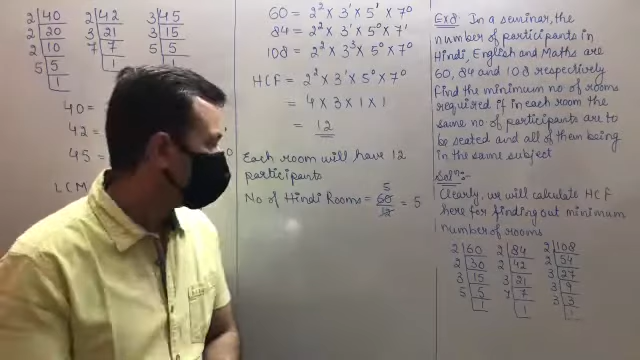 2 | 40
2 | 20
2 | 10
5 | 5
1
2 | 42
3 | 21
7 | 7
1
3 | 45
3 | 15
5 | 5
1
40 =
42 =
45 =
LCM
60 = 2² × 3¹ × 5¹ × 7⁰
84 = 2² × 3¹ × 5⁰ × 7¹
108 = 2² × 3³ × 5⁰ × 7⁰
HCF = 2² × 3¹ × 5⁰ × 7⁰
= 4 × 3 × 1 × 1
= 12
Each room will have 12
participants
5
No of Hindi Rooms = 60/12 = 5
Ex8: In a seminar, the
number of participants in
Hindi, English and Maths are
60, 84 and 108 respectively
Find the minimum no of rooms
required if in each room the
same no of participants are to
be seated and all of them being
in the same subject
Solⁿ:-
Clearly, we will calculate HCF
here for finding out minimum
number of rooms
2 | 60
2 | 30
3 | 15
5 | 5
1
2 | 84
2 | 42
3 | 21
7 | 7
1
2 | 108
2 | 54
3 | 27
3 | 9
3 | 3
1